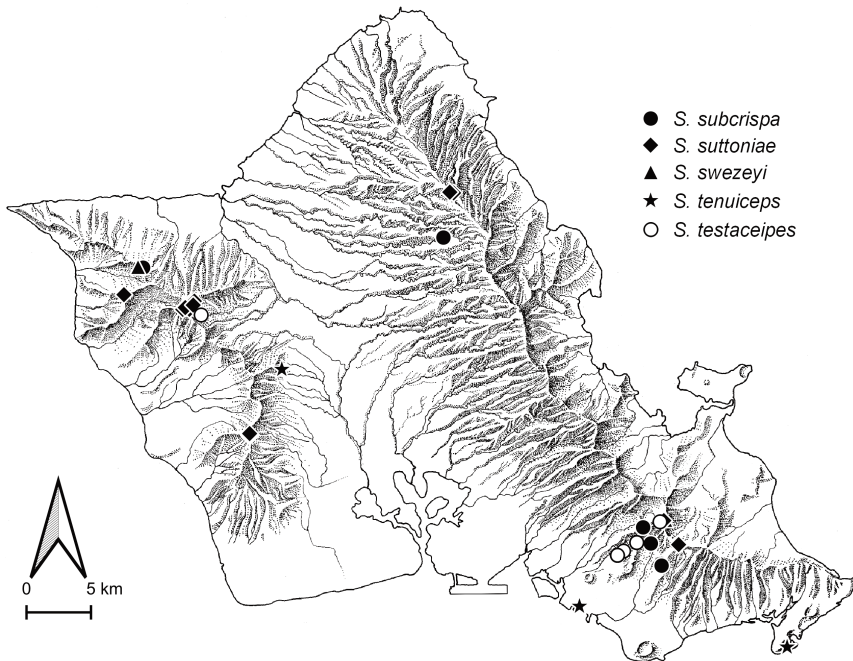 S. subcrispa
S. suttoniae
S. swezeyi
S. tenuiceps
S. testaceipes
0 5 km